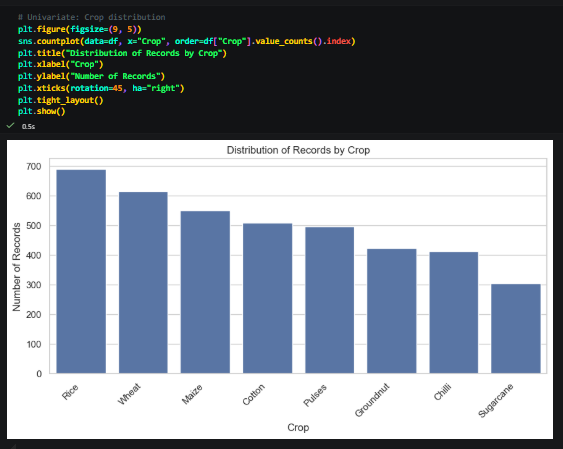 # Univariate: Crop distribution
plt.figure(figsize=(9, 5))
sns.countplot(data=df, x="Crop", order=df["Crop"].value_counts().index)
plt.title("Distribution of Records by Crop")
plt.xlabel("Crop")
plt.ylabel("Number of Records")
plt.xticks(rotation=45, ha="right")
plt.tight_layout()
plt.show()
0.5s
Distribution of Records by Crop
Number of Records
700
600
500
400
300
200
100
0
Rice
Wheat
Maize
Cotton
Pulses
Groundnut
Chilli
Sugarcane
Crop